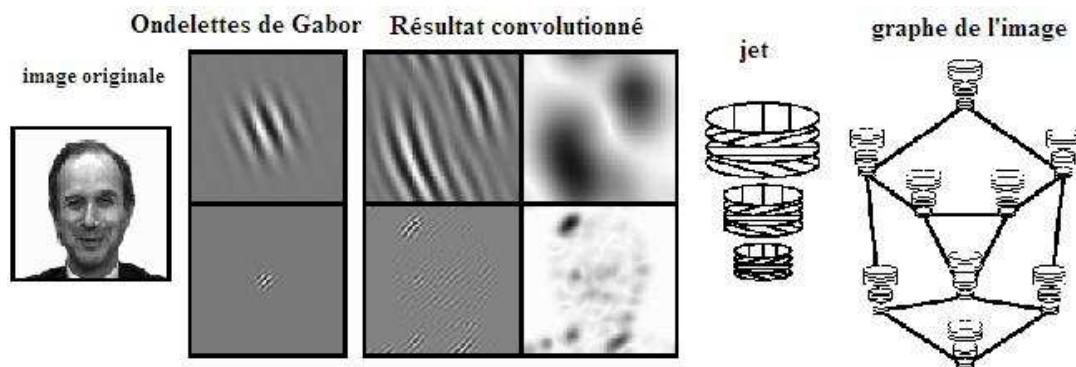 Ondelettes de Gabor
Résultat convolutionné
jet
graphe de l'image
image originale